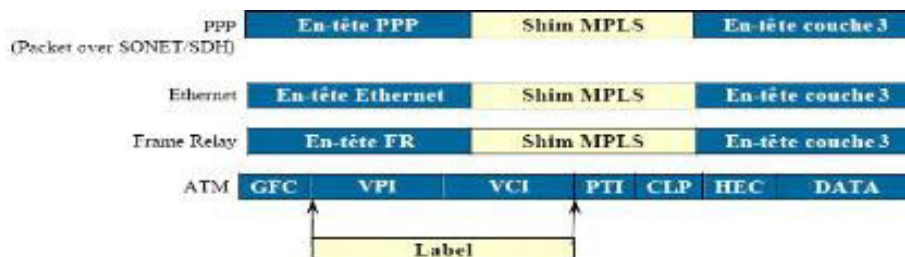 PPP En-tête PPP Shim MPLS En-tête couche 3
(Packet over SONET/SDH)
Ethernet En-tête Ethernet Shim MPLS En-tête couche 3
Frame Relay En-tête FR Shim MPLS En-tête couche 3
ATM GFC VPI VCI PTI CLP HEC DATA
Label